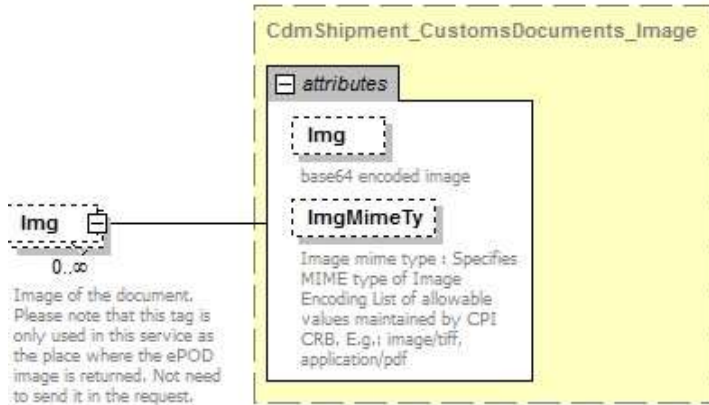 CdmShipment_CustomsDocuments_Image
attributes
Img
base64 encoded image
ImgMimeTy
Image mime type : Specifies
MIME type of Image
Encoding List of allowable
values maintained by CPI
CRB. E.g.: image/tiff,
application/pdf
Img
0..∞
Image of the document.
Please note that this tag is
only used in this service as
the place where the ePOD
image is returned. Not need
to send it in the request.